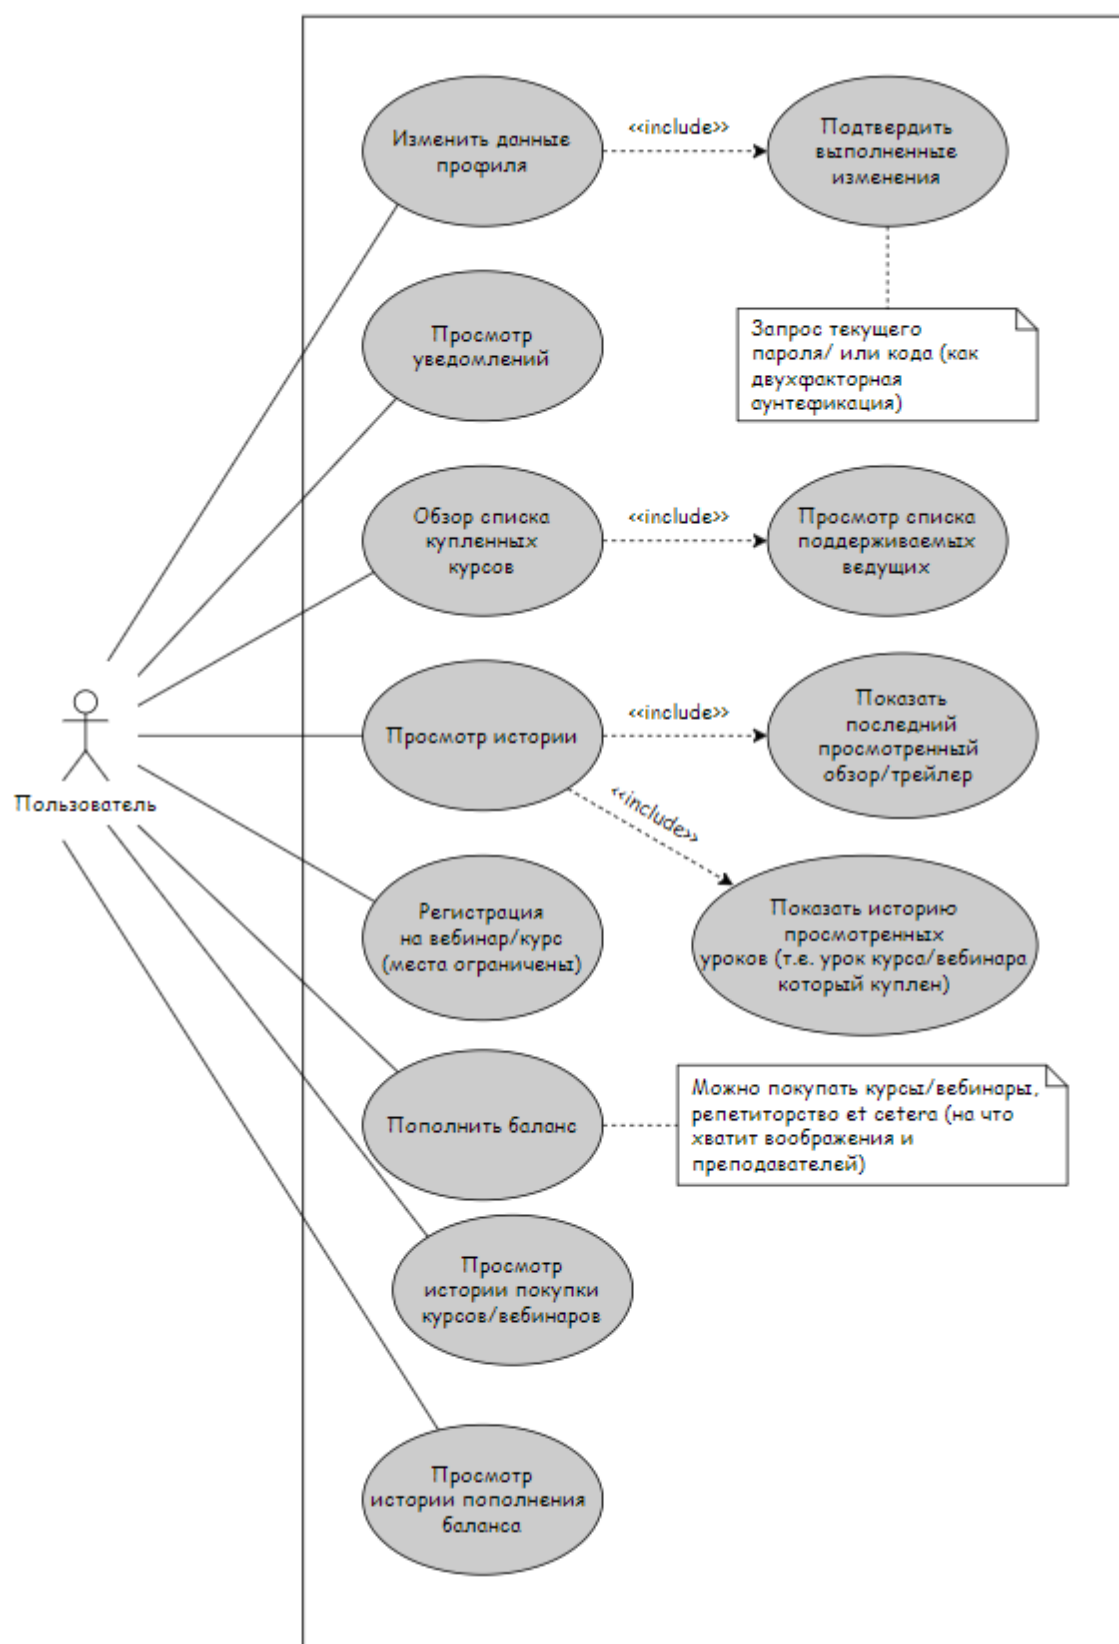 Изменить данные
профиля
<<include>>
Подтвердить
выполненные
изменения
Запрос текущего
пароля/ или кода (как
двухфакторная
аунтефикация)
Просмотр
уведомлений
Обзор списка
купленных
курсов
<<include>>
Просмотр списка
поддерживаемых
ведущих
Пользователь
Просмотр истории
<<include>>
Показать
последний
просмотренный
обзор/трейлер
<<include>>
Показать историю
просмотренных
уроков (т.е. урок курса/вебинара
который куплен)
Регистрация
на вебинар/курс
(места ограничены)
Пополнить баланс
Можно покупать курсы/вебинары,
репетиторство et cetera (на что
хватит воображения и
преподавателей)
Просмотр
истории покупки
курсов/вебинаров
Просмотр
истории пополнения
баланса